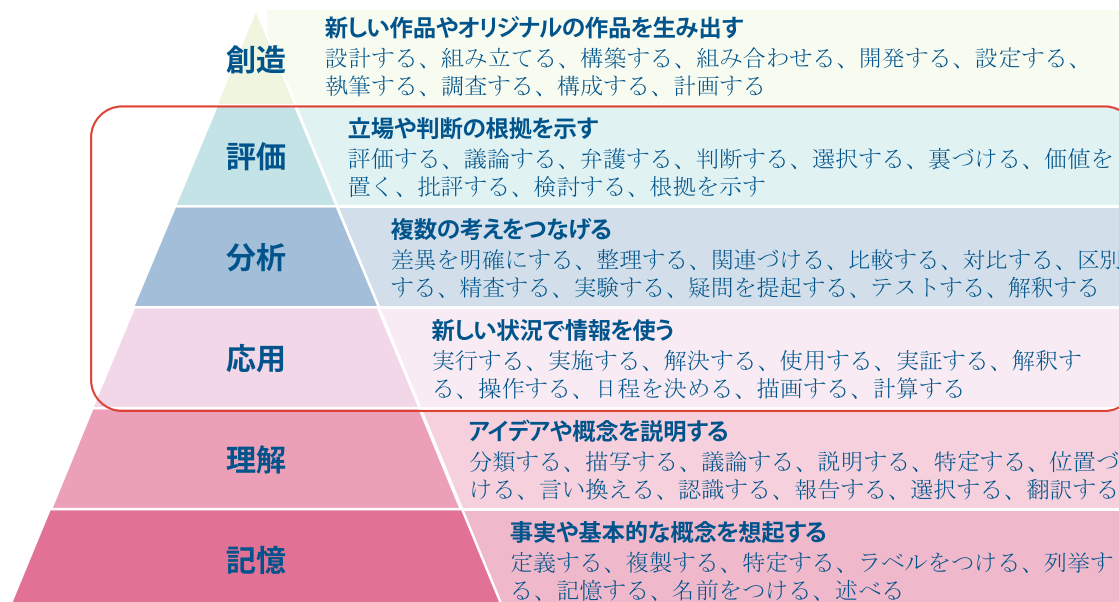 創造
新しい作品やオリジナルの作品を生み出す
設計する、組み立てる、構築する、組み合わせる、開発する、設定する、
執筆する、調査する、構成する、計画する
評価
立場や判断の根拠を示す
評価する、議論する、弁護する、判断する、選択する、裏づける、価値を
置く、批評する、検討する、根拠を示す
分析
複数の考えをつなげる
差異を明確にする、整理する、関連づける、比較する、対比する、区別
する、精査する、実験する、疑問を提起する、テストする、解釈する
応用
新しい状況で情報を使う
実行する、実施する、解決する、使用する、実証する、解釈す
る、操作する、日程を決める、描画する、計算する
理解
アイデアや概念を説明する
分類する、描写する、議論する、説明する、特定する、位置づ
ける、言い換える、認識する、報告する、選択する、翻訳する
記憶
事実や基本的な概念を想起する
定義する、複製する、特定する、ラベルをつける、列挙す
る、記憶する、名前をつける、述べる